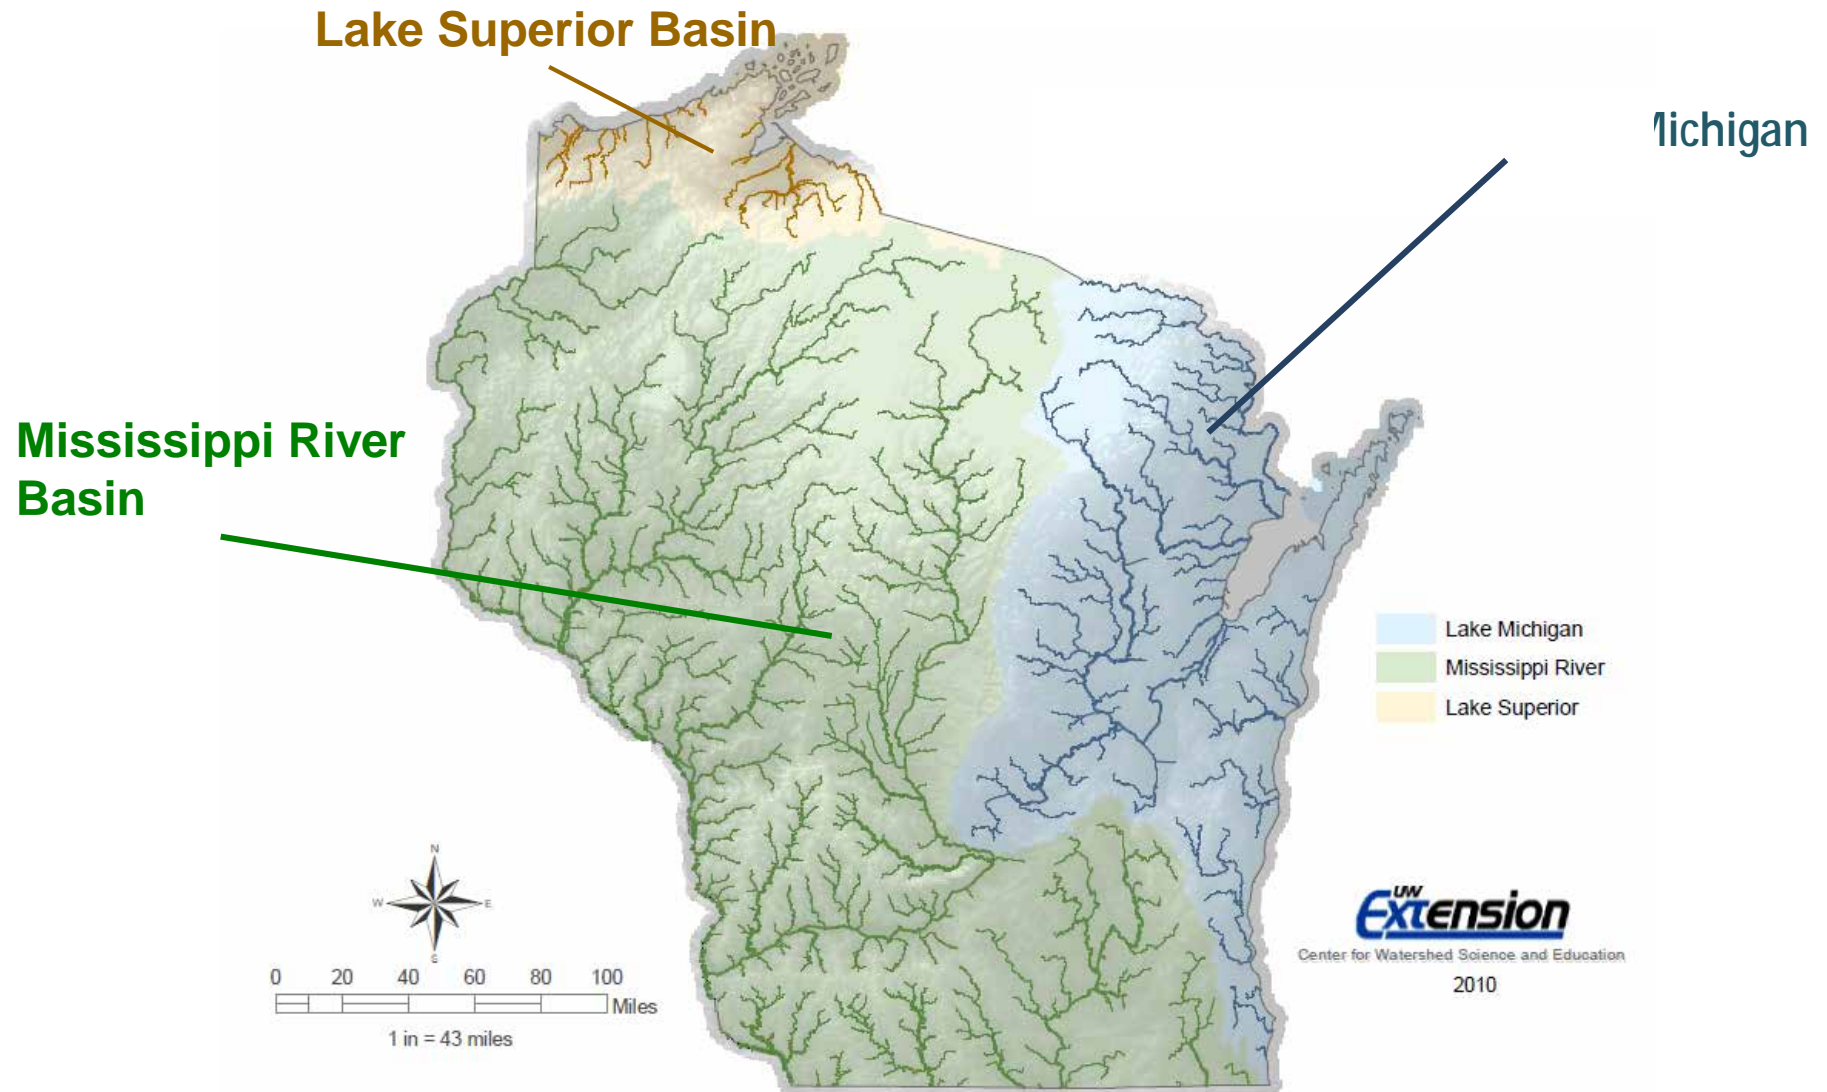 Lake Superior Basin
Michigan
Mississippi River
Basin
Lake Michigan
Mississippi River
Lake Superior
N
W E
S
0 20 40 60 80 100
Miles
1 in = 43 miles
UW
Extension
Center for Watershed Science and Education
2010